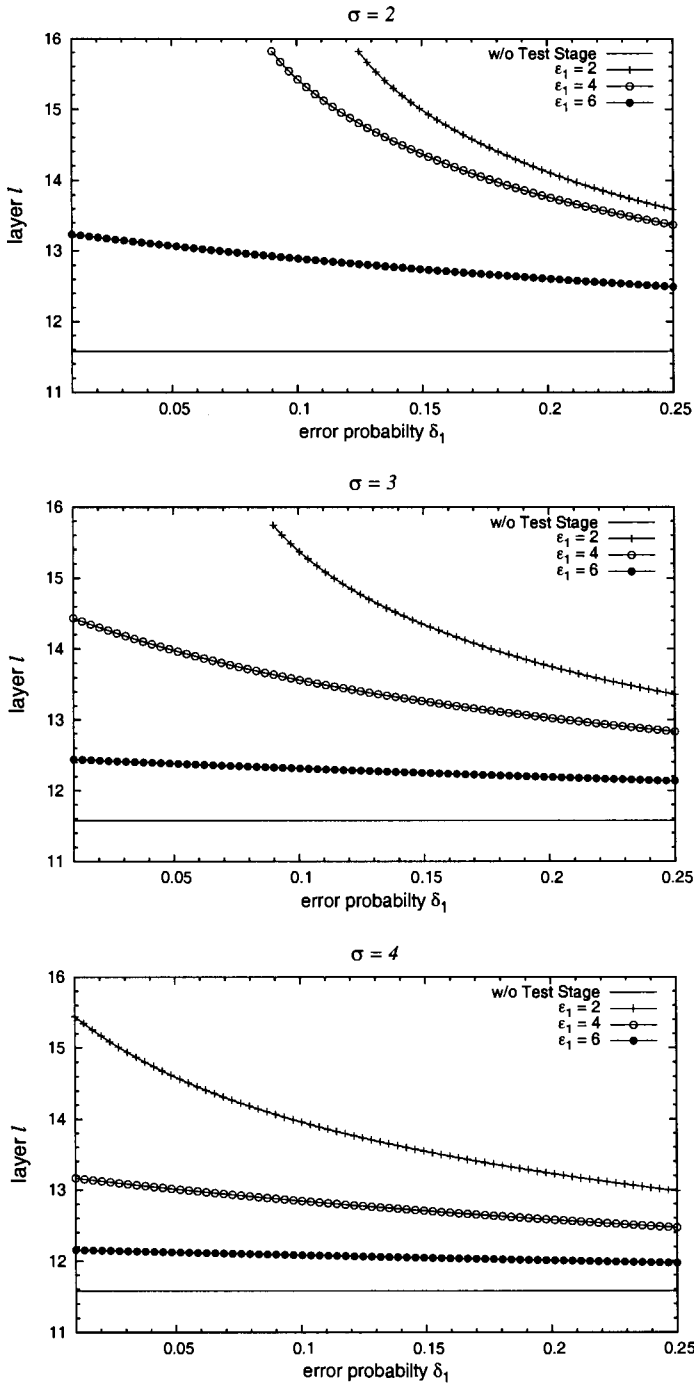 σ = 2
16
15
14
13
12
11
layer l
w/o Test Stage
ε1 = 2
ε1 = 4
ε1 = 6
0.05
0.1
0.15
0.2
0.25
error probabilty δ1
σ = 3
16
15
14
13
12
11
layer l
w/o Test Stage
ε1 = 2
ε1 = 4
ε1 = 6
0.05
0.1
0.15
0.2
0.25
error probabilty δ1
σ = 4
16
15
14
13
12
11
layer l
w/o Test Stage
ε1 = 2
ε1 = 4
ε1 = 6
0.05
0.1
0.15
0.2
0.25
error probabilty δ1